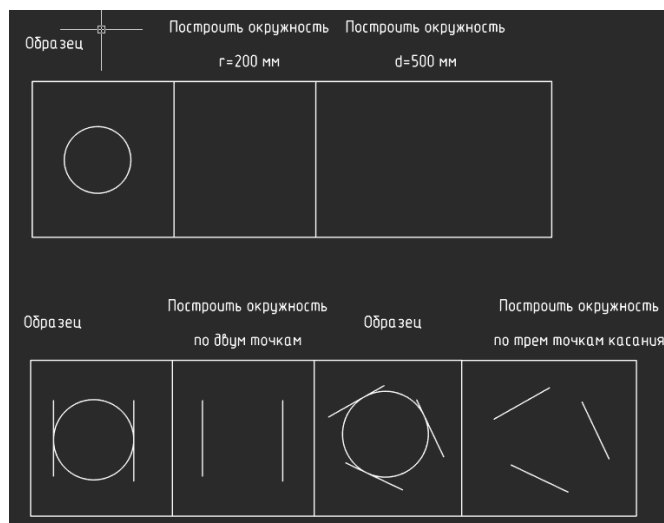 Образец
Построить окружность
r=200 мм
Построить окружность
d=500 мм
Образец
Построить окружность
по двум точкам
Образец
Построить окружность
по трем точкам касания